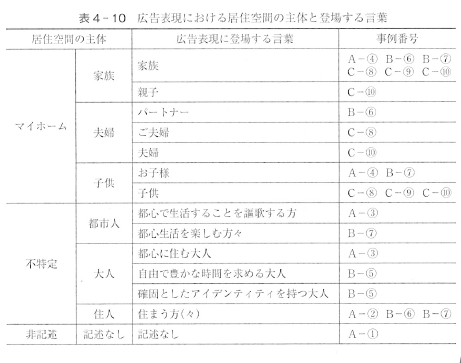 表4-10 広告表現における居住空間の主体と登場する言葉
居住空間の主体 広告表現に登場する言葉 事例番号
マイホーム 家族 家族 A-④ B-⑥ B-⑦
C-⑧ C-⑨ C-⑩
親子 C-⑩
夫婦 パートナー B-⑥
ご夫婦 C-⑧
夫婦 C-⑩
子供 お子様 A-④ B-⑦
子供 C-⑧ C-⑨ C-⑩
不特定 都市人 都心で生活することを謳歌する方 A-③
都心生活を楽しむ方々 B-⑦
大人 都心に住む大人 A-③
自由で豊かな時間を求める大人 B-⑤
確固としたアイデンティティを持つ大人 B-⑤
住人 住まう方(々) A-② B-⑥ B-⑦
非記述 記述なし 記述なし A-①